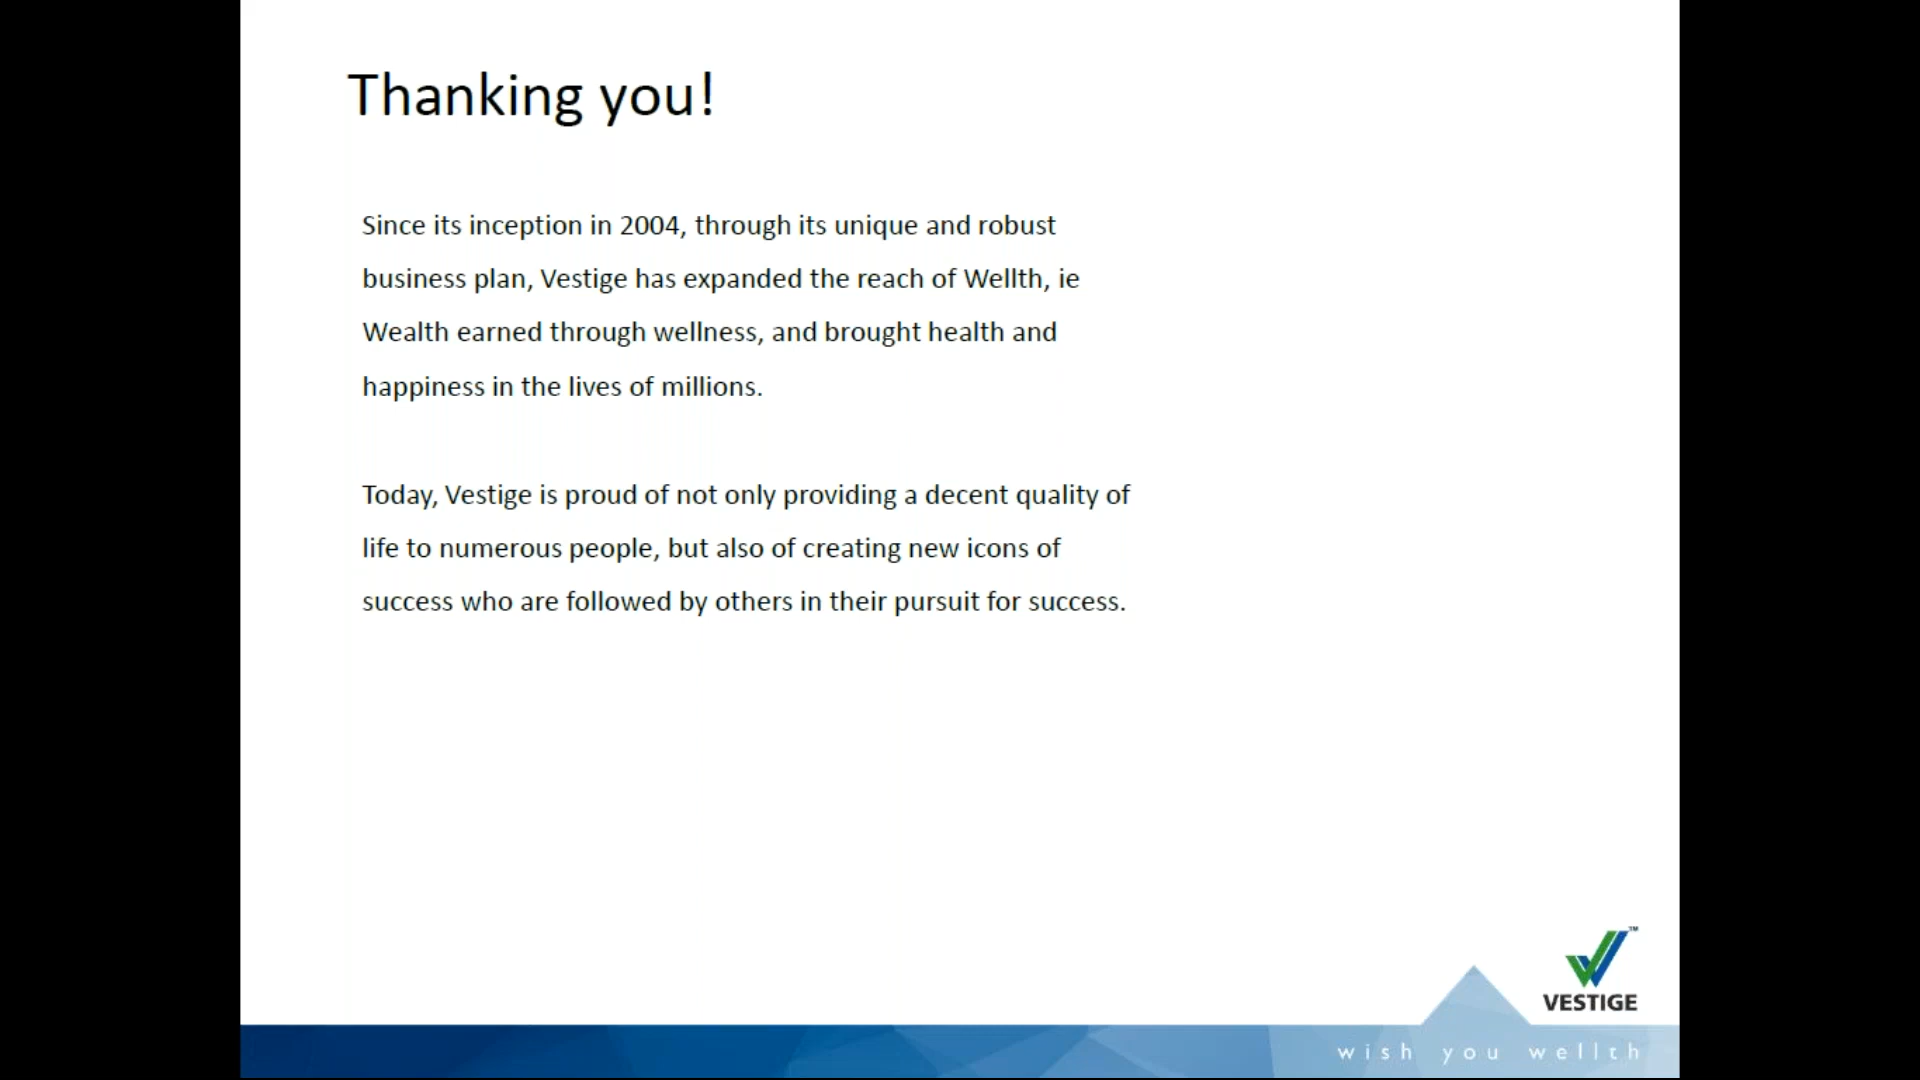 Thanking you!
Since its inception in 2004, through its unique and robust
business plan, Vestige has expanded the reach of Wellth, ie
Wealth earned through wellness, and brought health and
happiness in the lives of millions.
Today, Vestige is proud of not only providing a decent quality of
life to numerous people, but also of creating new icons of
success who are followed by others in their pursuit for success.
TM
VESTIGE
wish you wellth